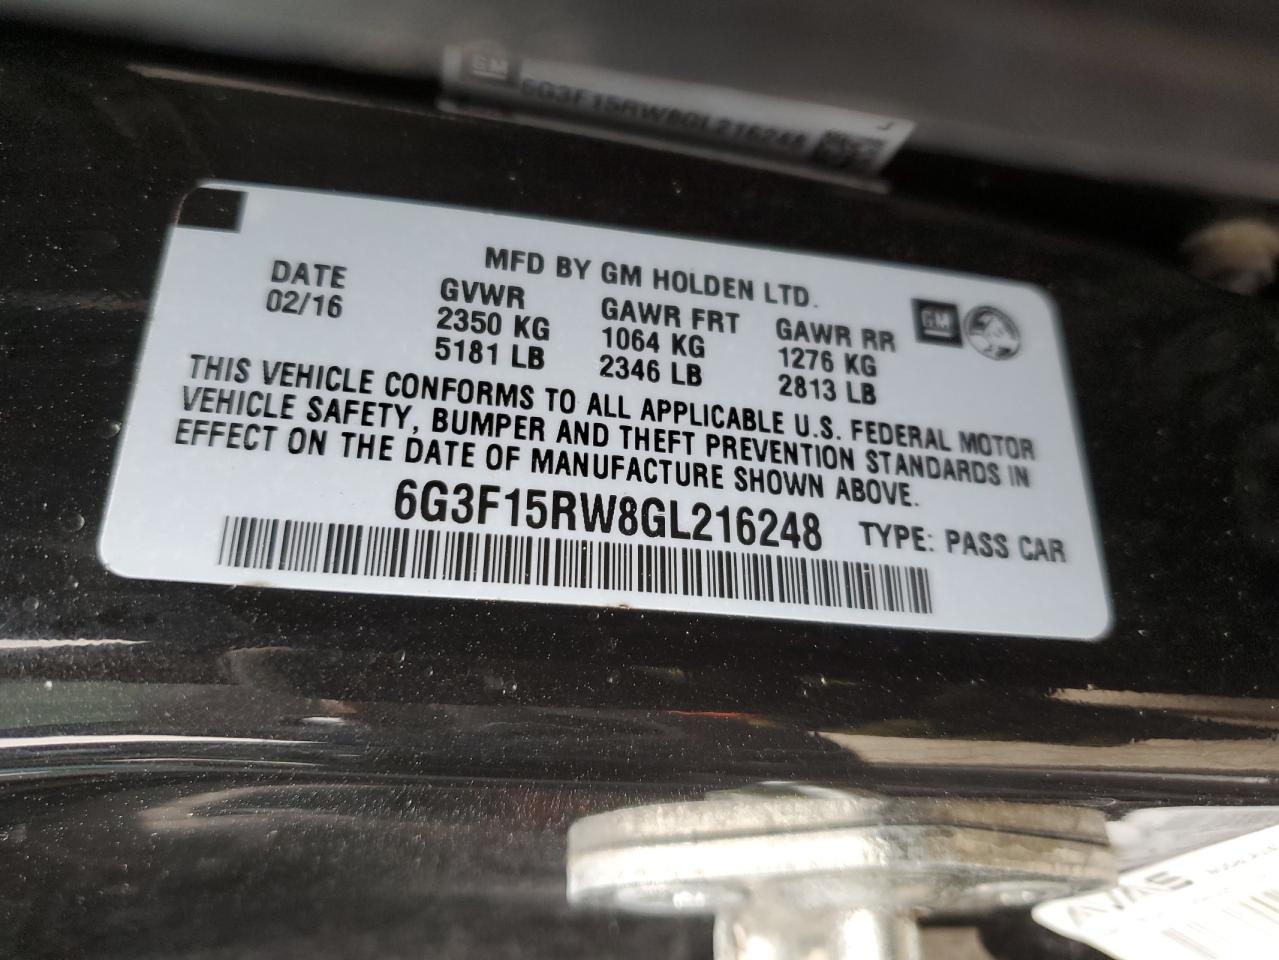 GM
6G3F15RW8GL216248
MFD BY GM HOLDEN LTD.
DATE
02/16
GVWR
2350 KG
5181 LB
GAWR FRT
1064 KG
2346 LB
GAWR RR
1276 KG
2813 LB
GM
THIS VEHICLE CONFORMS TO ALL APPLICABLE U.S. FEDERAL MOTOR
VEHICLE SAFETY, BUMPER AND THEFT PREVENTION STANDARDS IN
EFFECT ON THE DATE OF MANUFACTURE SHOWN ABOVE.
6G3F15RW8GL216248
TYPE: PASS CAR